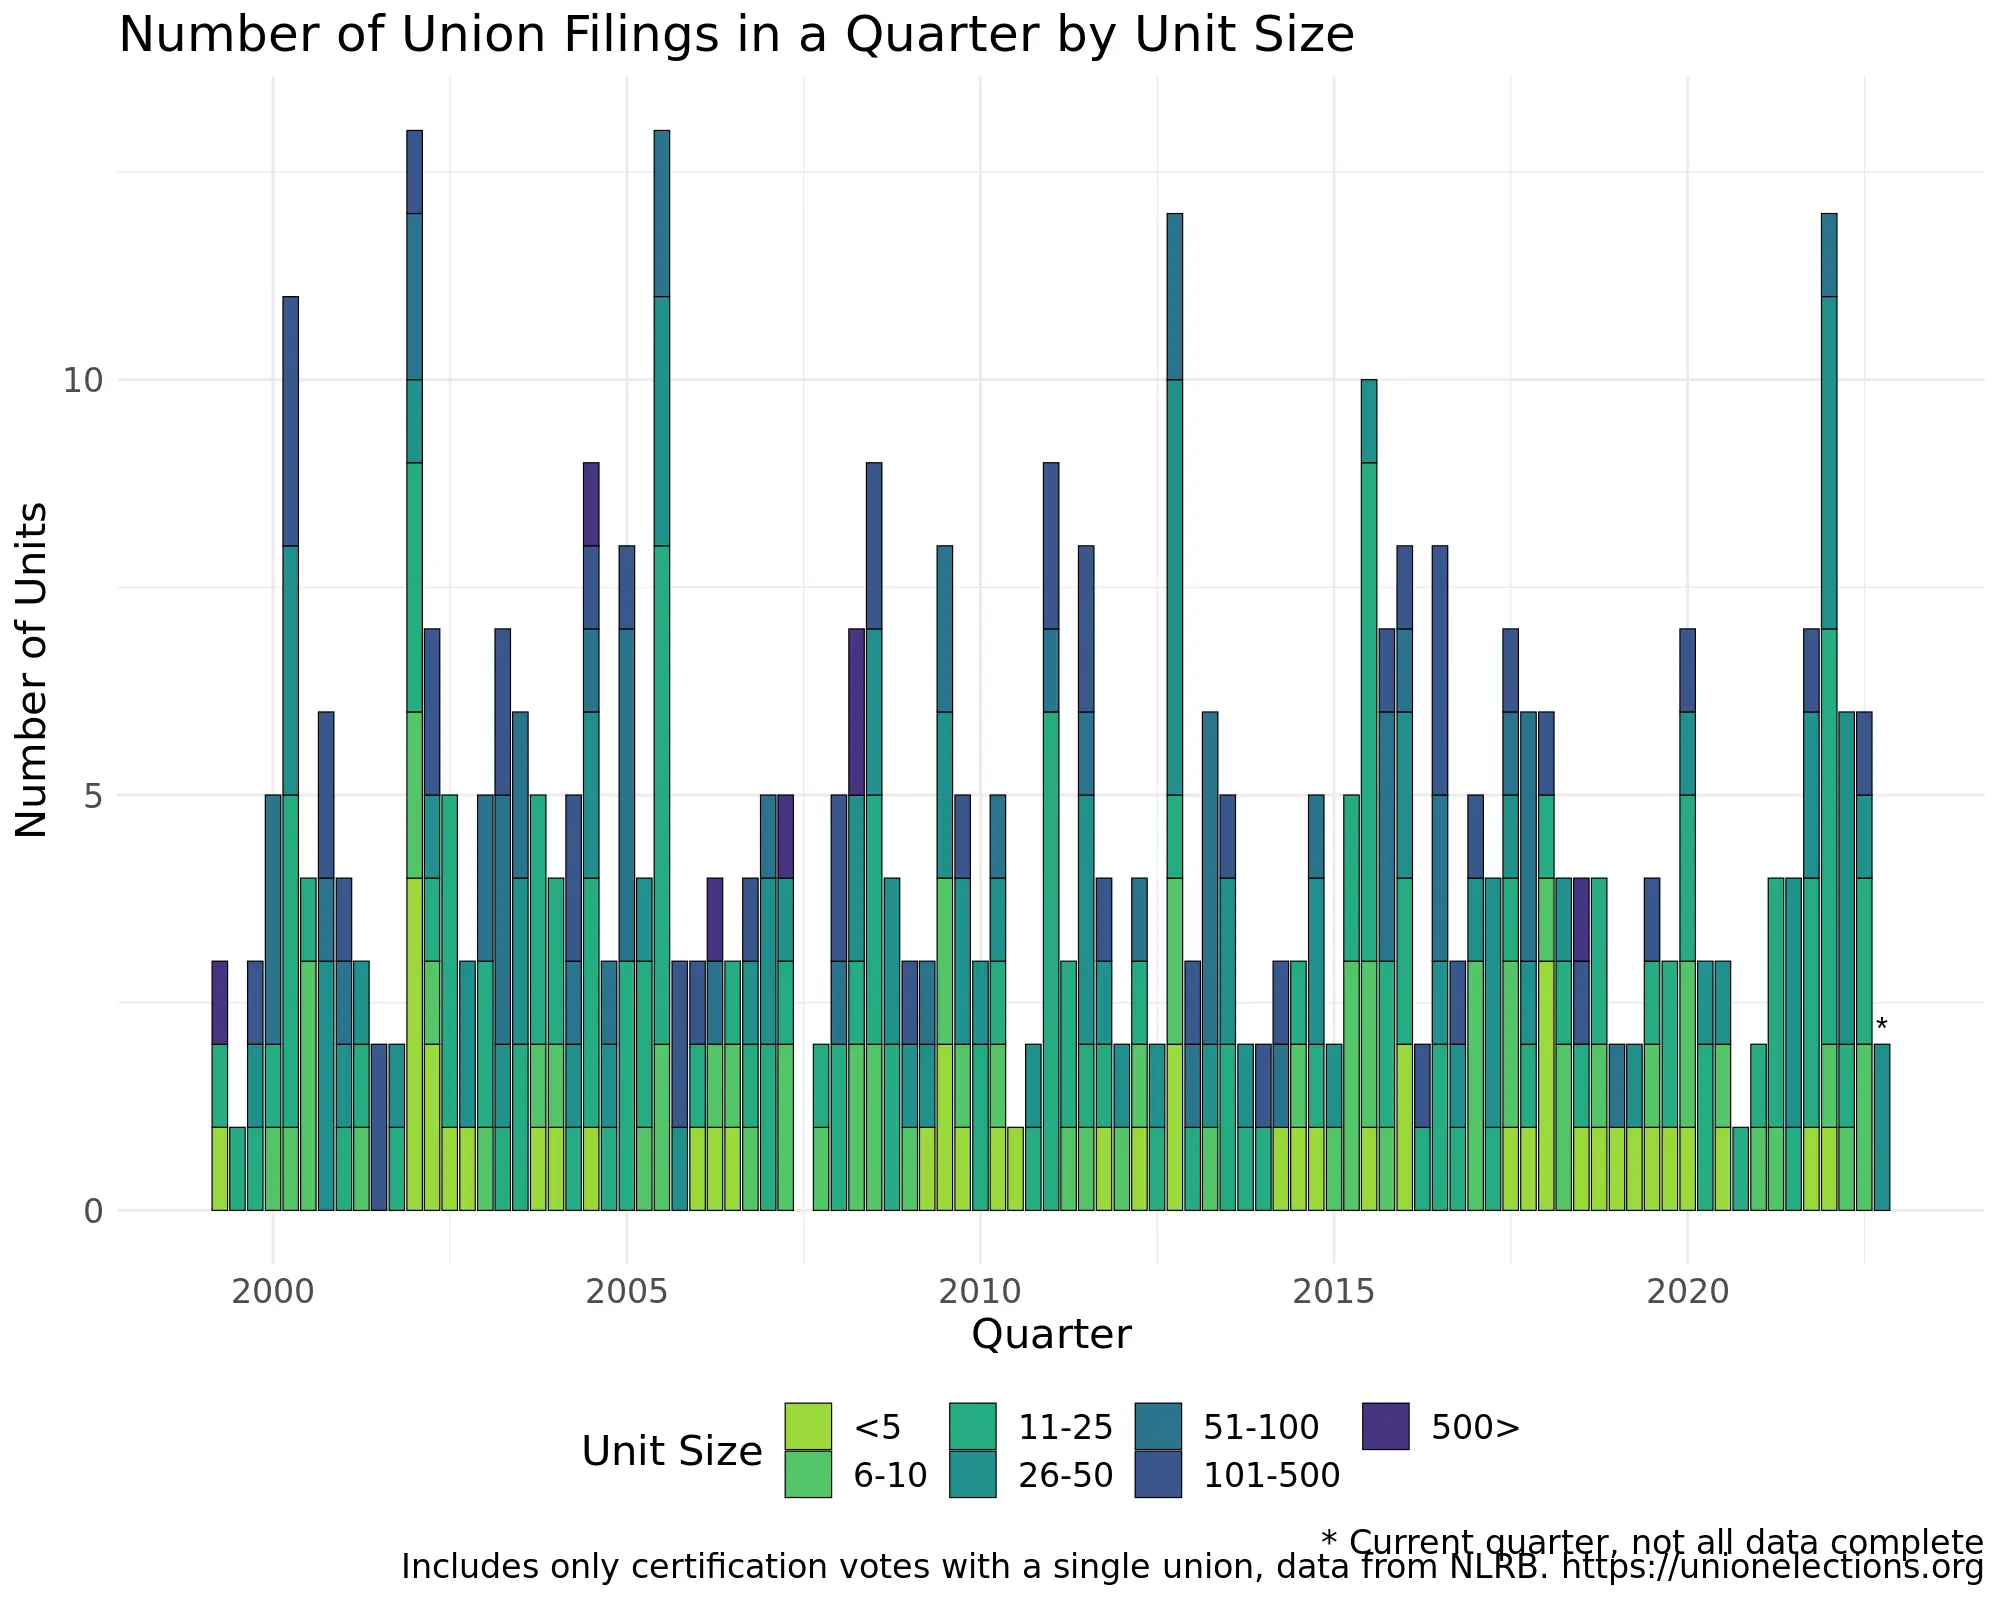 Number of Union Filings in a Quarter by Unit Size
Number of Units
10
5
0
*
2000 2005 2010 2015 2020
Quarter
Unit Size
<5 11-25 51-100 500>
6-10 26-50 101-500
* Current quarter, not all data complete
Includes only certification votes with a single union, data from NLRB. https://unionelections.org